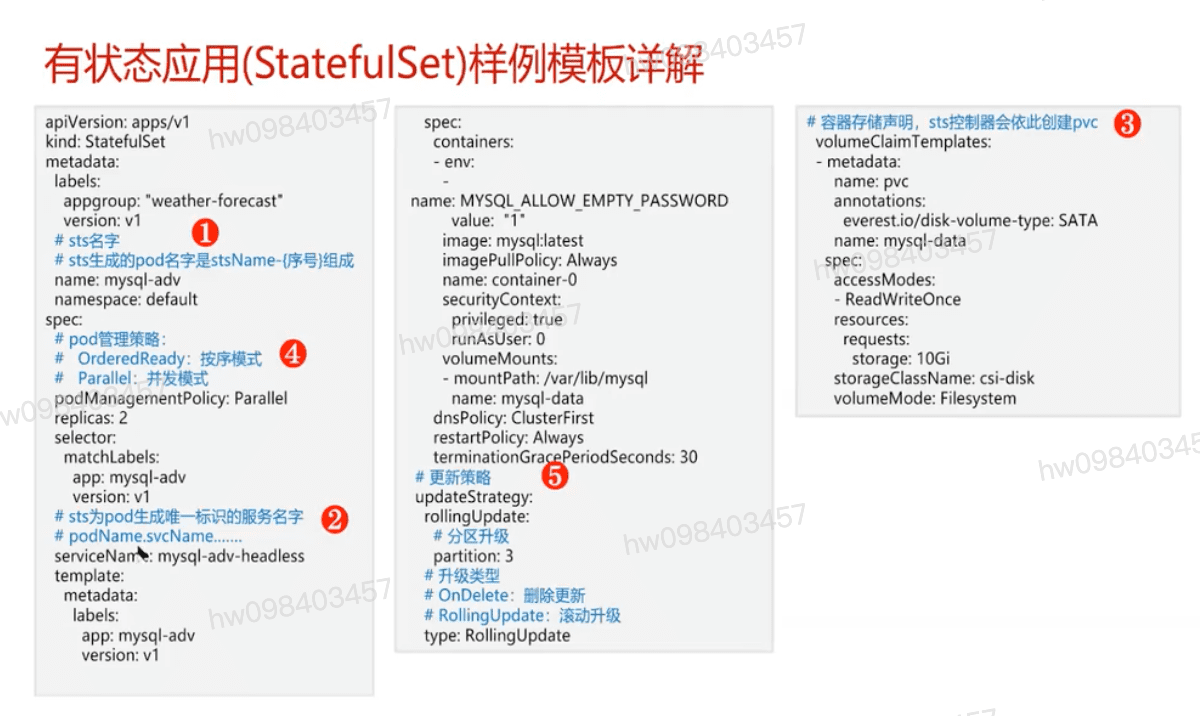 有状态应用(StatefulSet)样例模板详解
apiVersion: apps/v1
kind: StatefulSet
metadata:
labels:
appgroup: "weather-forecast"
version: v1
# sts名字
1
# sts生成的pod名字是stsName-{序号}组成
name: mysql-adv
namespace: default
spec:
# pod管理策略：
# OrderedReady：按序模式
4
# Parallel：并发模式
podManagementPolicy: Parallel
replicas: 2
selector:
matchLabels:
app: mysql-adv
version: v1
# sts为pod生成唯一标识的服务名字
2
# podName.svcName.......
serviceName: mysql-adv-headless
template:
metadata:
labels:
app: mysql-adv
version: v1
spec:
containers:
- env:
-
name: MYSQL_ALLOW_EMPTY_PASSWORD
value: "1"
image: mysql:latest
imagePullPolicy: Always
name: container-0
securityContext:
privileged: true
runAsUser: 0
volumeMounts:
- mountPath: /var/lib/mysql
name: mysql-data
dnsPolicy: ClusterFirst
restartPolicy: Always
terminationGracePeriodSeconds: 30
# 更新策略
5
updateStrategy:
rollingUpdate:
# 分区升级
partition: 3
# 升级类型
# OnDelete：删除更新
# RollingUpdate：滚动升级
type: RollingUpdate
# 容器存储声明，sts控制器会依此创建pvc
3
volumeClaimTemplates:
- metadata:
name: pvc
annotations:
everest.io/disk-volume-type: SATA
name: mysql-data
spec:
accessModes:
- ReadWriteOnce
resources:
requests:
storage: 10Gi
storageClassName: csi-disk
volumeMode: Filesystem
hw098403457
hw098403457
hw098403457
hw098403457
hw098403457
hw098403457
hw098403457